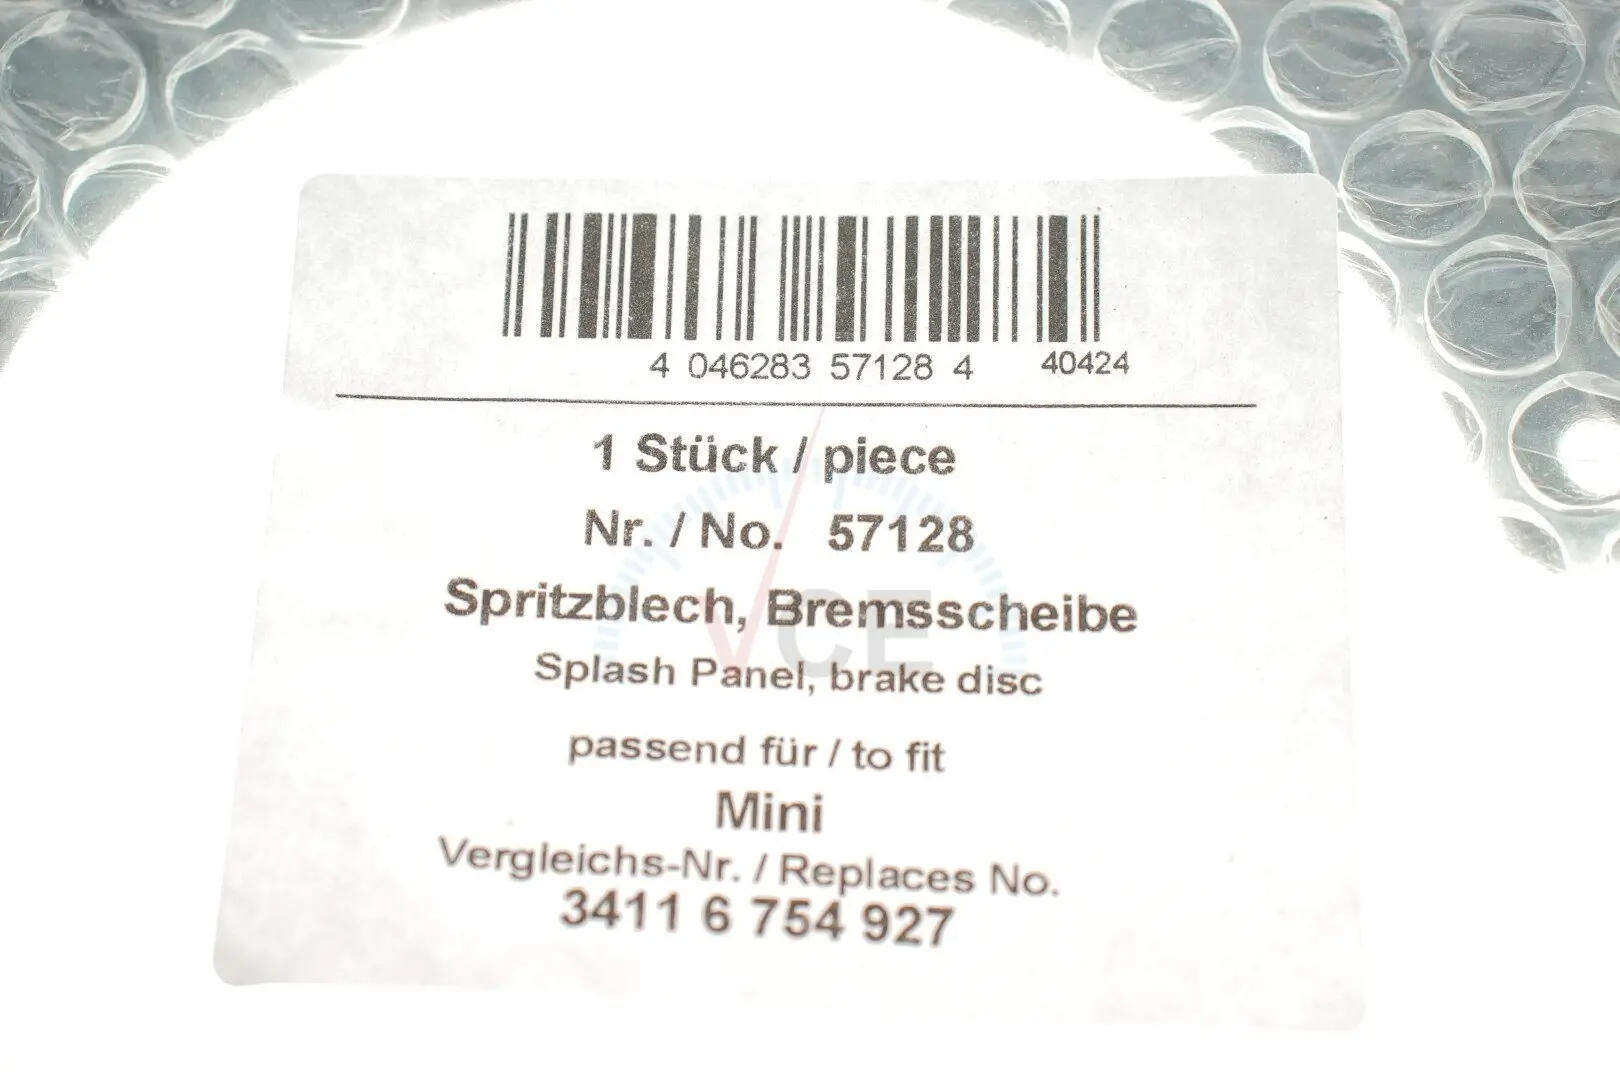 4 046283 57128 4 40424
1 Stück / piece
Nr. / No. 57128
Spritzblech, Bremsscheibe
Splash Panel, brake disc
passend für / to fit
Mini
Vergleichs-Nr. / Replaces No.
3411 6 754 927
VCE